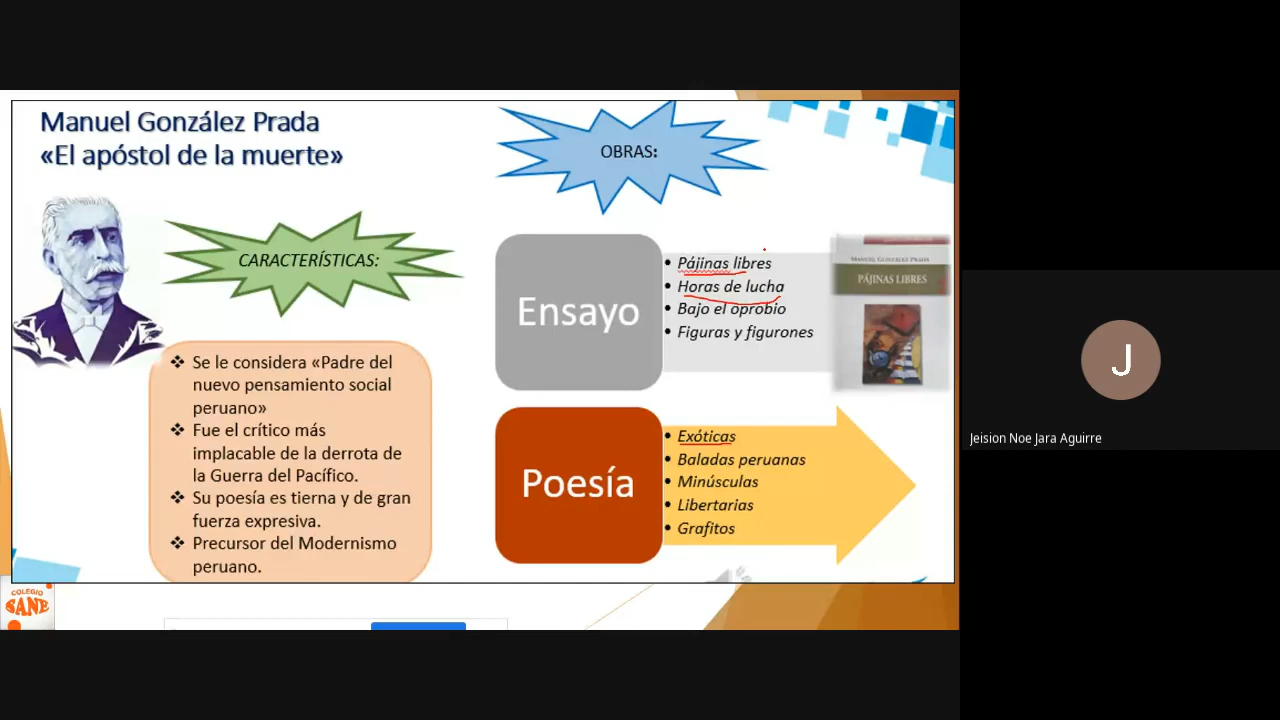 Manuel González Prada
«El apóstol de la muerte»
CARACTERÍSTICAS:
❖ Se le considera «Padre del
nuevo pensamiento social
peruano»
❖ Fue el crítico más
implacable de la derrota de
la Guerra del Pacífico.
❖ Su poesía es tierna y de gran
fuerza expresiva.
❖ Precursor del Modernismo
peruano.
OBRAS:
Ensayo
• Pájinas libres
• Horas de lucha
• Bajo el oprobio
• Figuras y figurones
MANUEL GONZÁLEZ PRADA
PÁJINAS LIBRES
Poesía
• Exóticas
• Baladas peruanas
• Minúsculas
• Libertarias
• Grafitos
COLEGIO
SANE
J
Jeision Noe Jara Aguirre